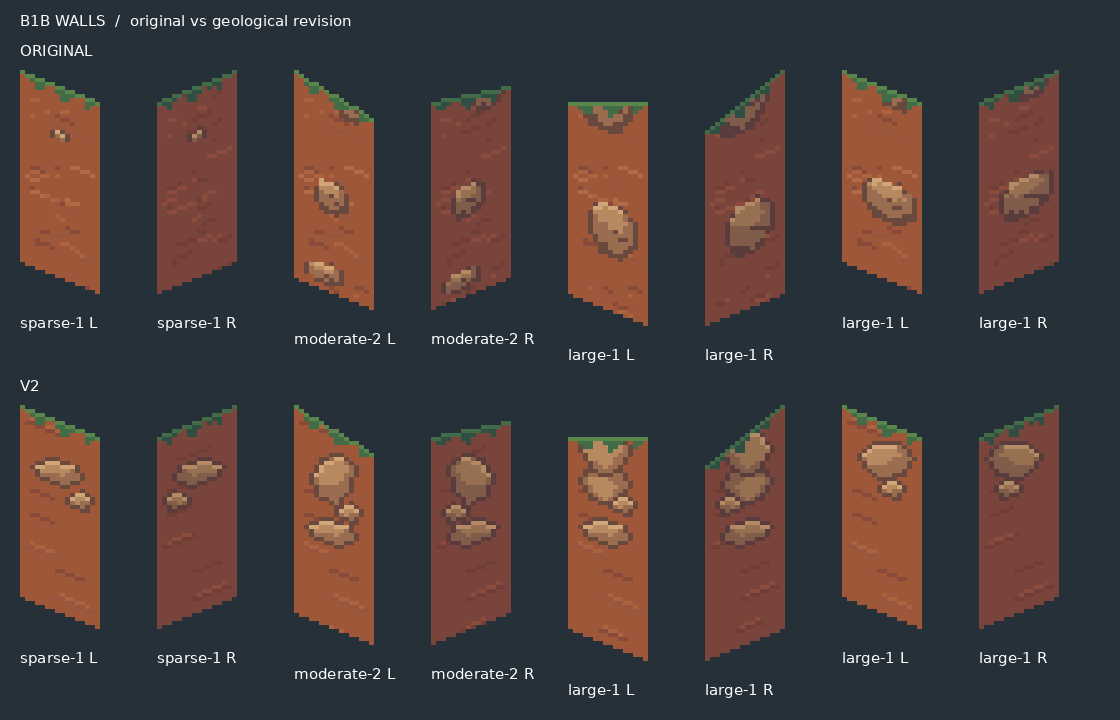 B1B WALLS / original vs geological revision
ORIGINAL
sparse-1 L
sparse-1 R
moderate-2 L
moderate-2 R
large-1 L
large-1 R
large-1 L
large-1 R
V2
sparse-1 L
sparse-1 R
moderate-2 L
moderate-2 R
large-1 L
large-1 R
large-1 L
large-1 R